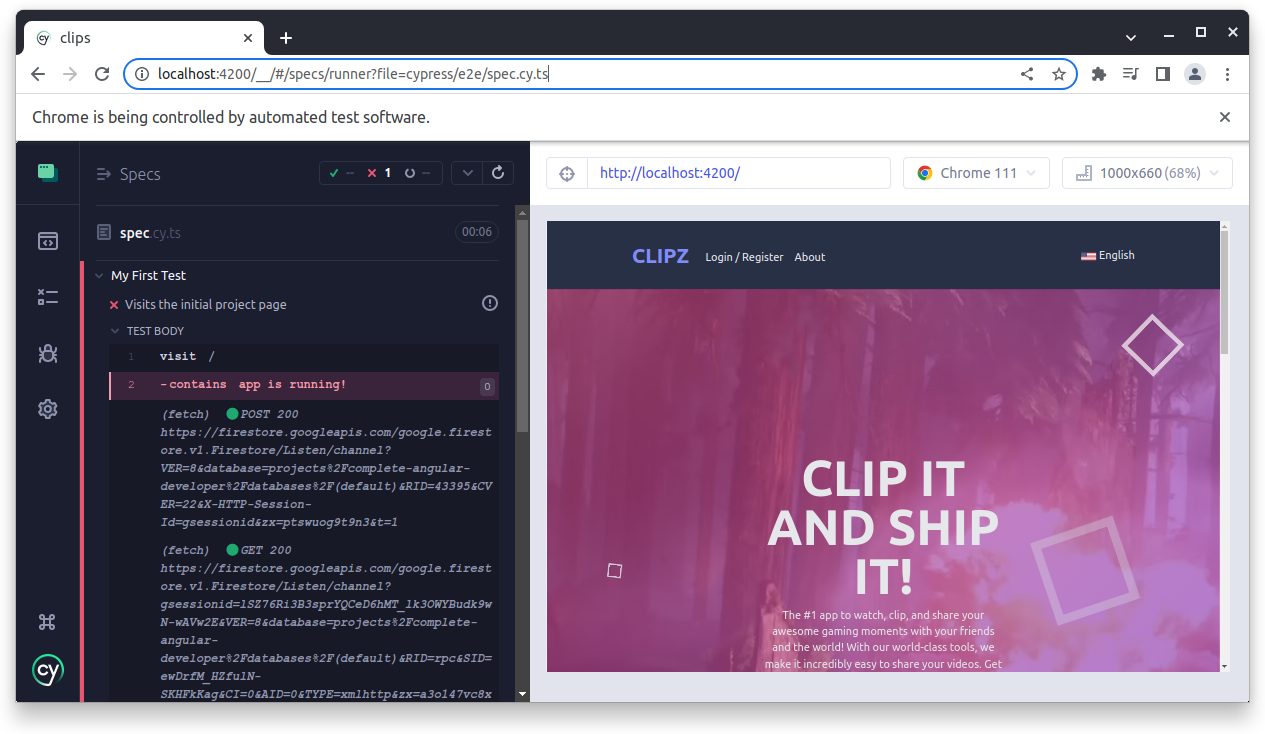 clips
localhost:4200/__/#/specs/runner?file=cypress/e2e/spec.cy.ts
Chrome is being controlled by automated test software.
Specs
-- 1 --
http://localhost:4200/
Chrome 111
1000x660 (68%)
spec.cy.ts
00:06
My First Test
Visits the initial project page
TEST BODY
1 visit /
2 -contains app is running! 0
(fetch) POST 200
https://firestore.googleapis.com/google.firest
ore.v1.Firestore/Listen/channel?
VER=8&database=projects%2Fcomplete-angular-
developer%2Fdatabases%2F(default)&RID=43395&CV
ER=22&X-HTTP-Session-
Id=gsessionid&zx=ptswuog9t9n3&t=1
(fetch) GET 200
https://firestore.googleapis.com/google.firest
ore.v1.Firestore/Listen/channel?
gsessionid=lSZ76Ri3B3sprYQCeD6hMT_lk3OWYBudk9w
N-wAVw2E&VER=8&database=projects%2Fcomplete-
angular-
developer%2Fdatabases%2F(default)&RID=rpc&SID=
ewDrfM_HZfulN-
SKHFkKag&CI=0&AID=0&TYPE=xmlhttp&zx=a3o147vc8x
cy
CLIPZ
Login / Register
About
English
CLIP IT
AND SHIP
IT!
The #1 app to watch, clip, and share your
awesome gaming moments with your friends
and the world! With our world-class tools, we
make it incredibly easy to share your videos. Get